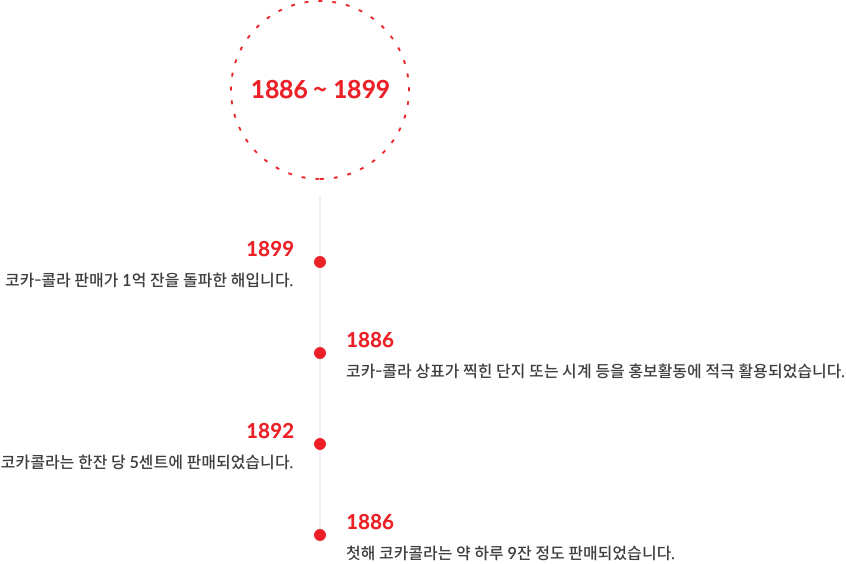 1886 ~ 1899
1899
코카-콜라 판매가 1억 잔을 돌파한 해입니다.
1886
코카-콜라 상표가 찍힌 단지 또는 시계 등을 홍보활동에 적극 활용되었습니다.
1892
코카콜라는 한잔 당 5센트에 판매되었습니다.
1886
첫해 코카콜라는 약 하루 9잔 정도 판매되었습니다.